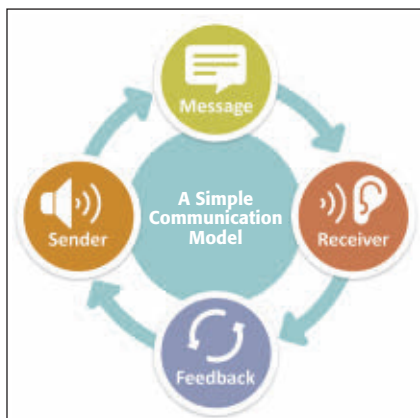 Message
Sender
A Simple
Communication
Model
Receiver
Feedback